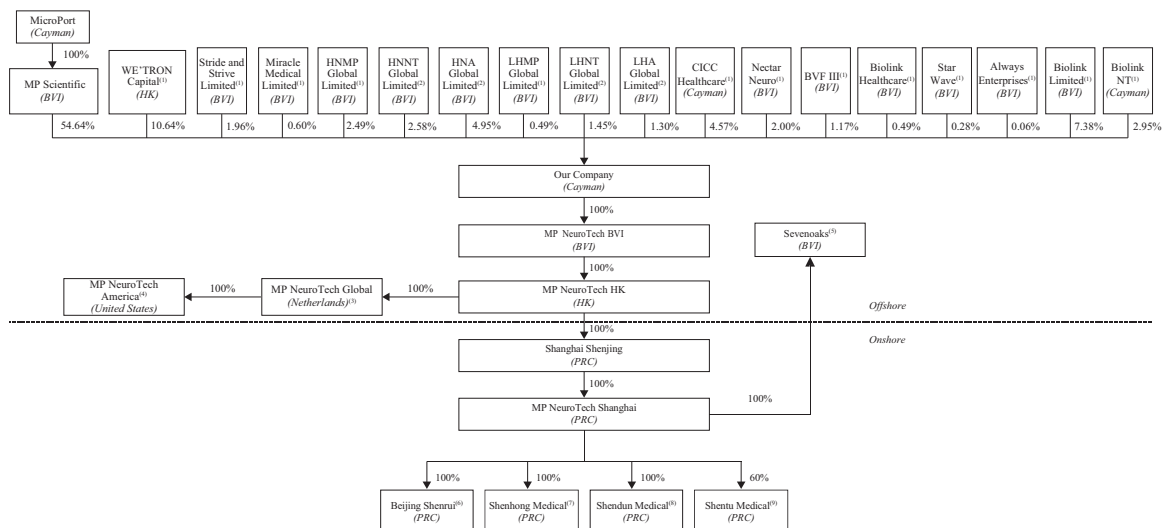 MicroPort
(Cayman)
100%
MP Scientific
(BVI)
WE'TRON
Capital(1)
(HK)
Stride and
Strive
Limited(1)
(BVI)
Miracle
Medical
Limited(1)
(BVI)
HNMP
Global
Limited(1)
(BVI)
HNNT
Global
Limited(2)
(BVI)
HNA
Global
Limited(2)
(BVI)
LHMP
Global
Limited(1)
(BVI)
LHNT
Global
Limited(2)
(BVI)
LHA
Global
Limited(2)
(BVI)
CICC
Healthcare(1)
(Cayman)
Nectar
Neuro(1)
(BVI)
BVF III(1)
(BVI)
Biolink
Healthcare(1)
(BVI)
Star
Wave(1)
(BVI)
Always
Enterprises(1)
(BVI)
Biolink
Limited(1)
(BVI)
Biolink
NT(1)
(Cayman)
54.64%
10.64%
1.96%
0.60%
2.49%
2.58%
4.95%
0.49%
1.45%
1.30%
4.57%
2.00%
1.17%
0.49%
0.28%
0.06%
7.38%
2.95%
Our Company
(Cayman)
100%
MP NeuroTech BVI
(BVI)
Sevenoaks(5)
(BVI)
100%
MP NeuroTech
America(4)
(United States)
100%
MP NeuroTech Global
(Netherlands)(3)
100%
MP NeuroTech HK
(HK)
Offshore
100%
Onshore
Shanghai Shenjing
(PRC)
100%
100%
MP NeuroTech Shanghai
(PRC)
100%
100%
100%
60%
Beijing Shenrui(6)
(PRC)
Shenhong Medical(7)
(PRC)
Shendun Medical(8)
(PRC)
Shentu Medical(9)
(PRC)